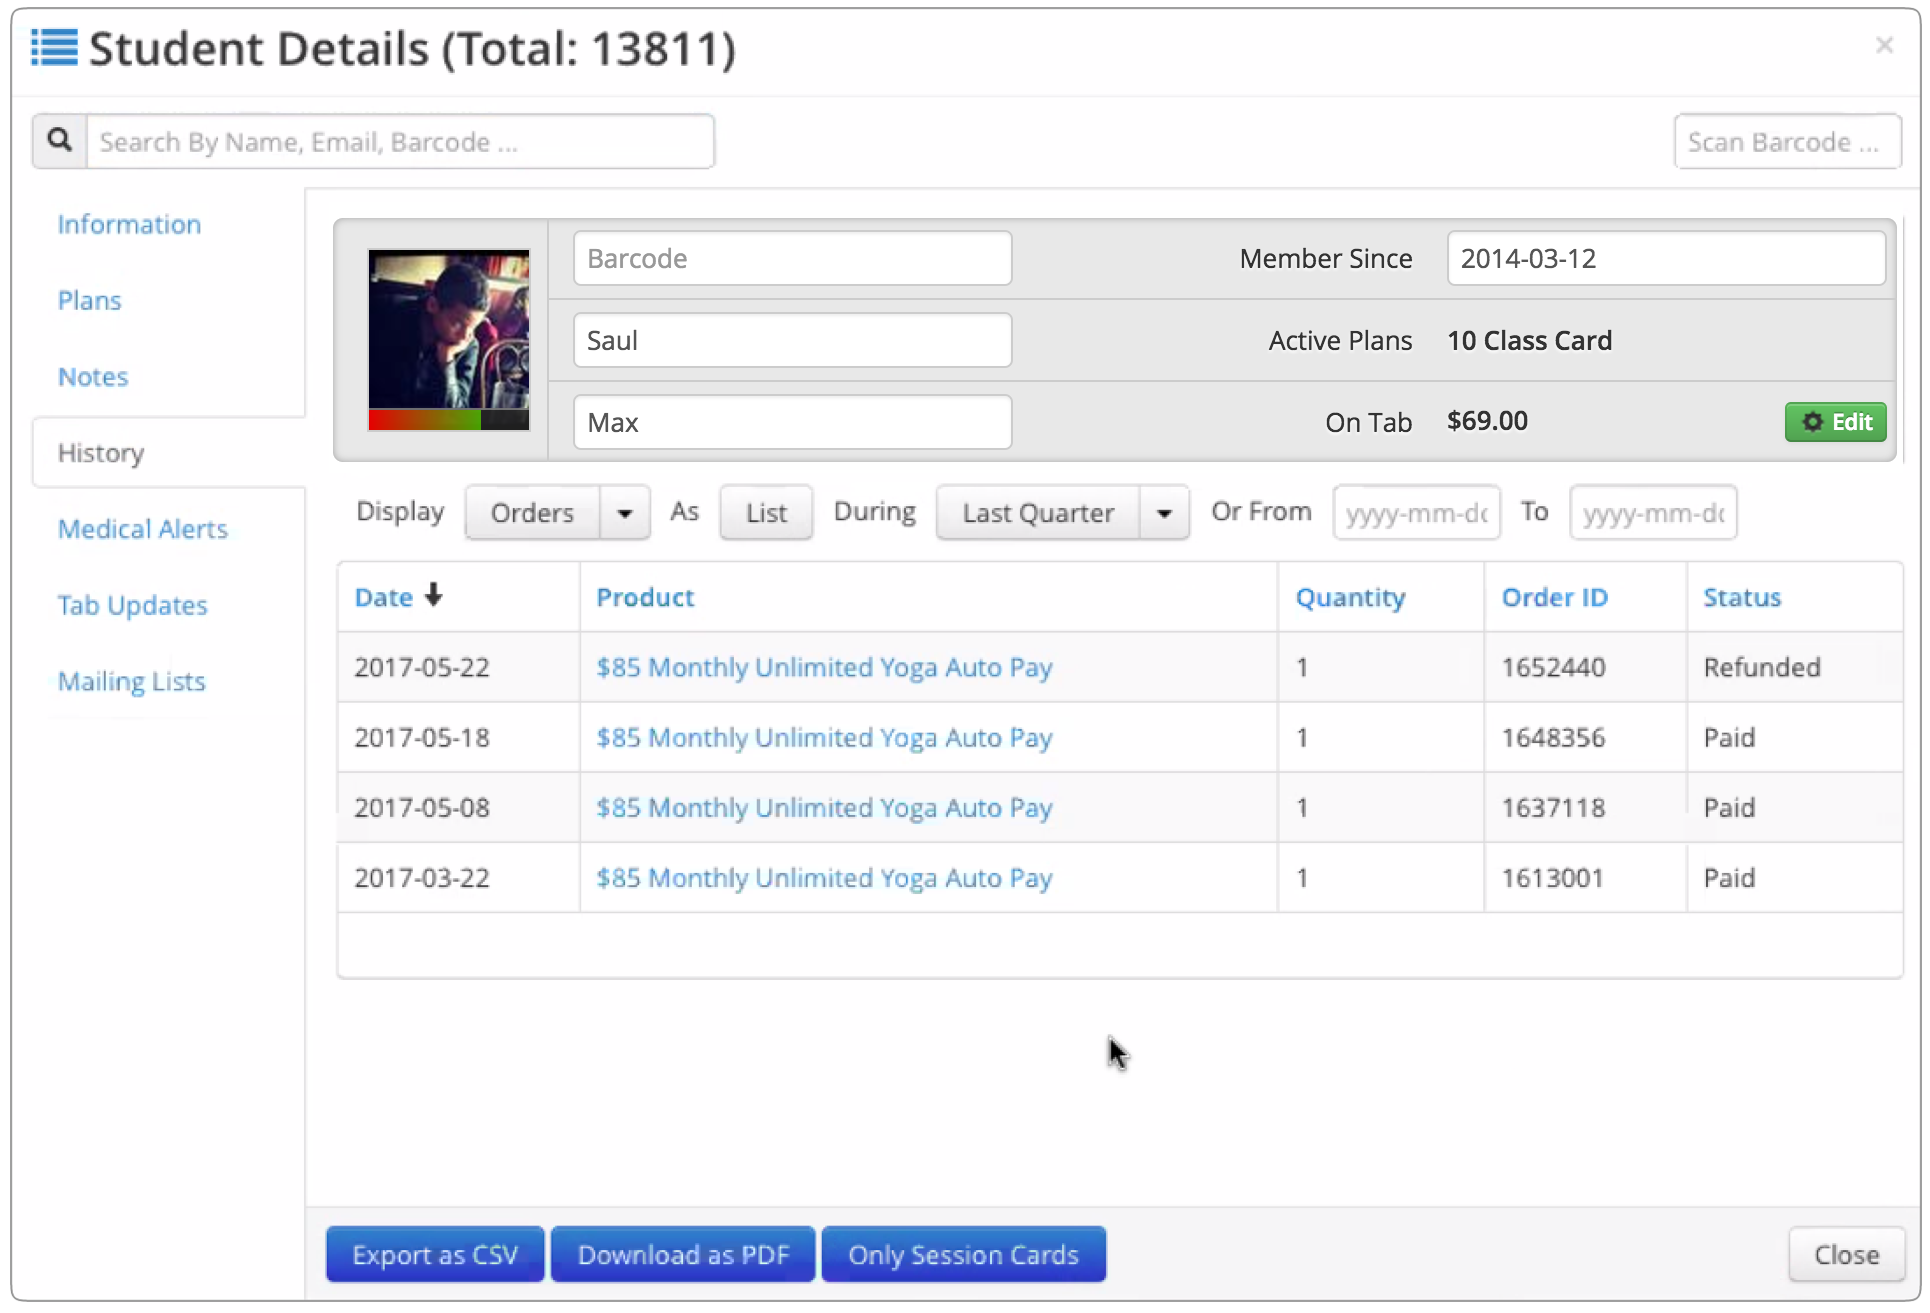 Student Details (Total: 13811)
×
Search By Name, Email, Barcode ...
Scan Barcode ...
Information
Plans
Notes
History
Medical Alerts
Tab Updates
Mailing Lists
Barcode
Member Since 2014-03-12
Saul
Active Plans 10 Class Card
Max
On Tab $69.00 Edit
Display Orders As List During Last Quarter Or From yyyy-mm-dd To yyyy-mm-dd
Date Product Quantity Order ID Status
2017-05-22 $85 Monthly Unlimited Yoga Auto Pay 1 1652440 Refunded
2017-05-18 $85 Monthly Unlimited Yoga Auto Pay 1 1648356 Paid
2017-05-08 $85 Monthly Unlimited Yoga Auto Pay 1 1637118 Paid
2017-03-22 $85 Monthly Unlimited Yoga Auto Pay 1 1613001 Paid
Export as CSV Download as PDF Only Session Cards Close